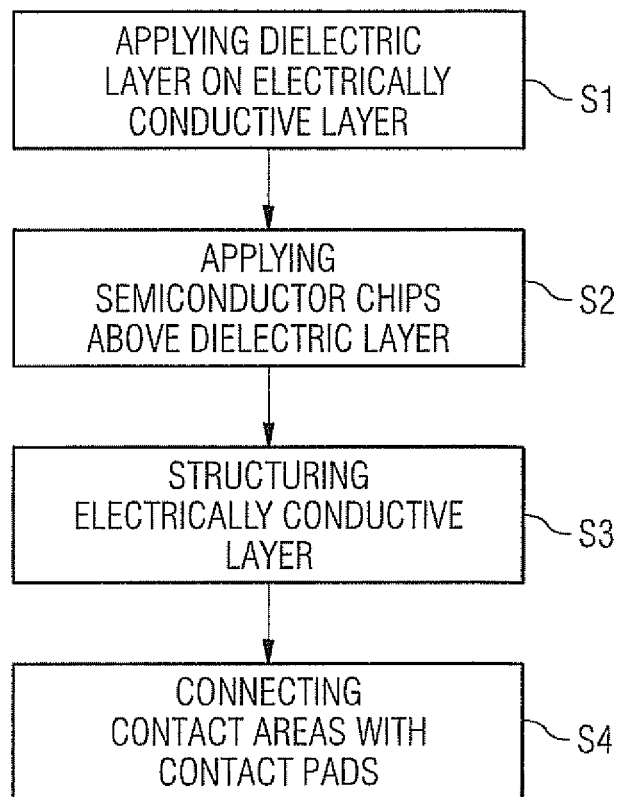 APPLYING DIELECTRIC
LAYER ON ELECTRICALLY
CONDUCTIVE LAYER
S1
APPLYING
SEMICONDUCTOR CHIPS
ABOVE DIELECTRIC LAYER
S2
STRUCTURING
ELECTRICALLY CONDUCTIVE
LAYER
S3
CONNECTING
CONTACT AREAS WITH
CONTACT PADS
S4